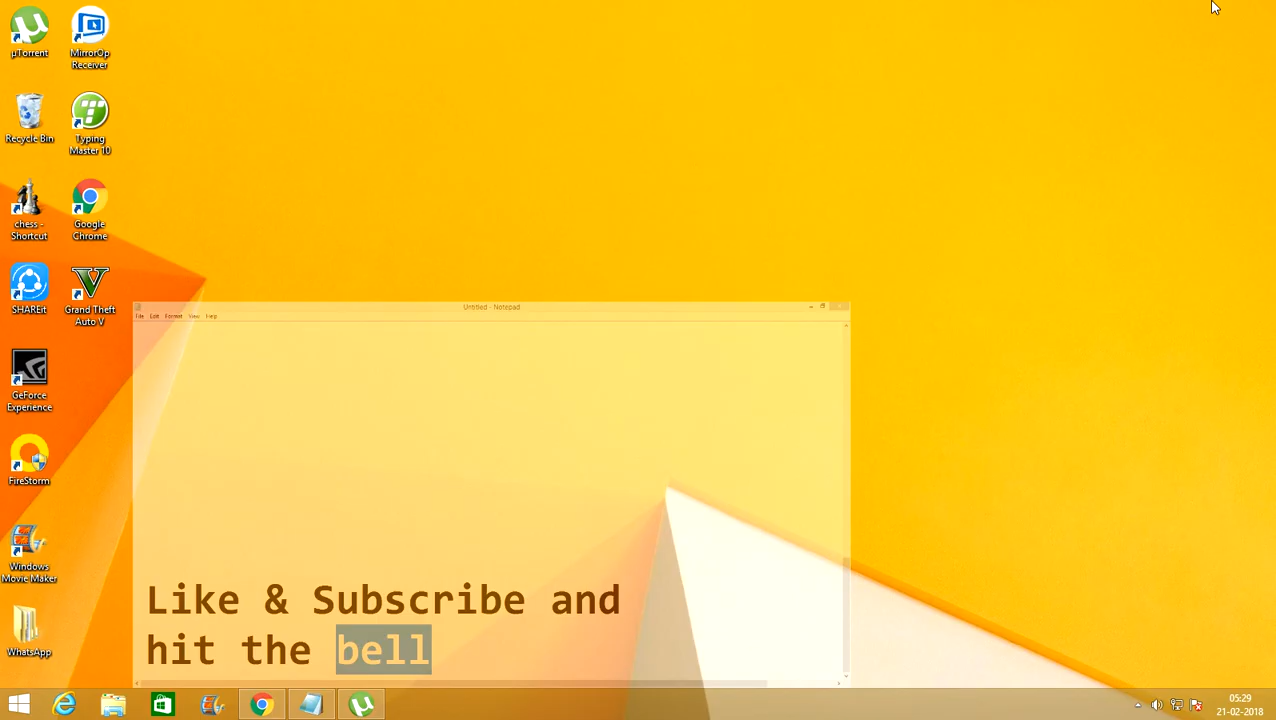 µTorrent
MirrorOp
Receiver
Recycle Bin
Typing
Master 10
chess -
Shortcut
Google
Chrome
SHAREit
Grand Theft
Auto V
GeForce
Experience
FireStorm
Windows
Movie Maker
WhatsApp
Untitled - Notepad
File Edit Format View Help
Like & Subscribe and
hit the bell
05:29
21-02-2018